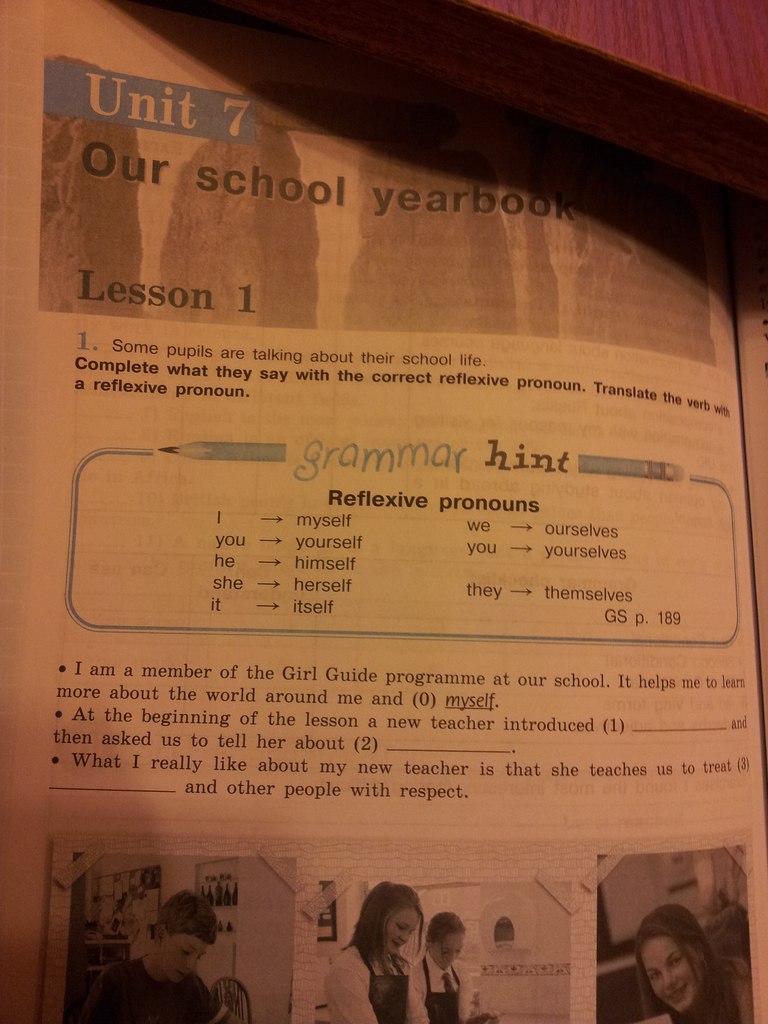 Unit 7
Our school yearbook
Lesson 1
1. Some pupils are talking about their school life.
Complete what they say with the correct reflexive pronoun. Translate the verb with
a reflexive pronoun.
grammar hint
Reflexive pronouns
I → myself
you → yourself
he → himself
she → herself
it → itself
we → ourselves
you → yourselves
they → themselves
GS p. 189
• I am a member of the Girl Guide programme at our school. It helps me to learn
more about the world around me and (0) myself.
• At the beginning of the lesson a new teacher introduced (1) __________ and
then asked us to tell her about (2) __________.
• What I really like about my new teacher is that she teaches us to treat (3)
__________ and other people with respect.